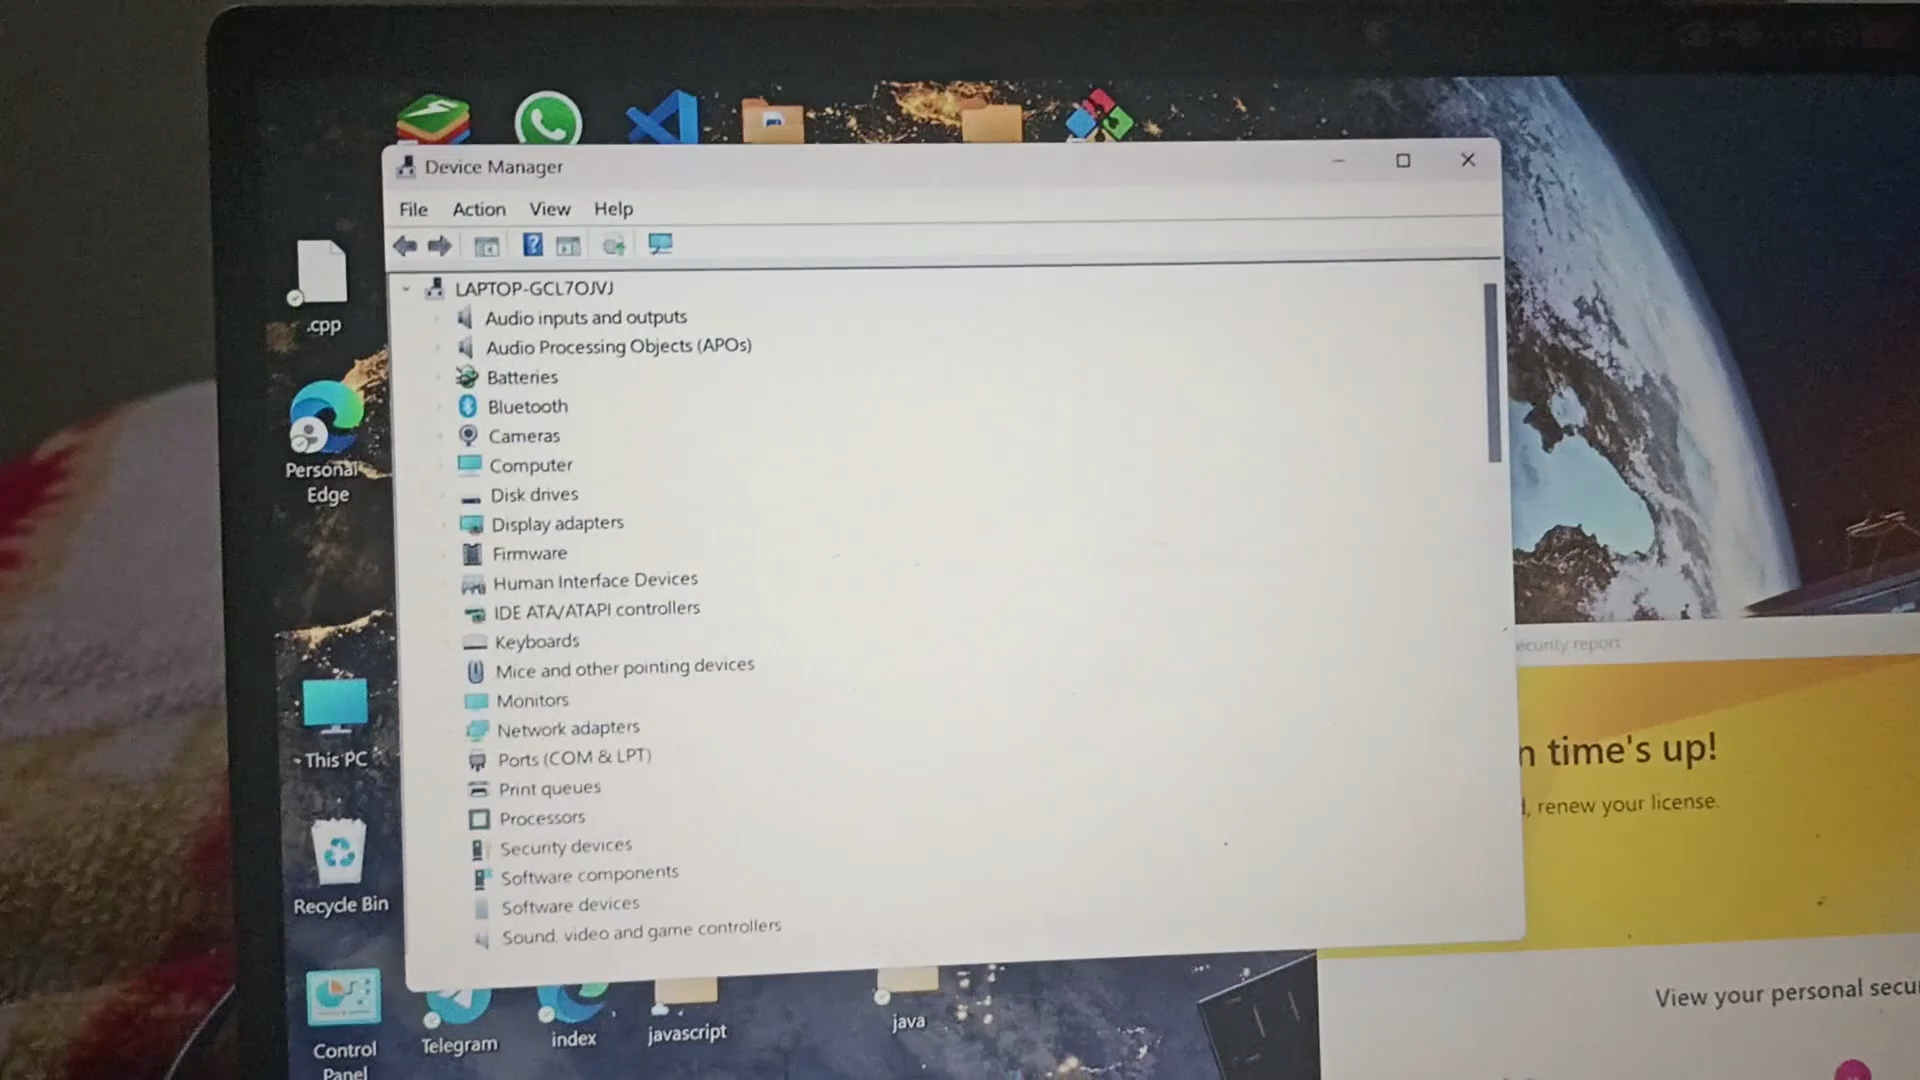 Device Manager
File Action View Help
LAPTOP-GCL7OJVJ
Audio inputs and outputs
Audio Processing Objects (APOs)
Batteries
Bluetooth
Cameras
Computer
Disk drives
Display adapters
Firmware
Human Interface Devices
IDE ATA/ATAPI controllers
Keyboards
Mice and other pointing devices
Monitors
Network adapters
Ports (COM & LPT)
Print queues
Processors
Security devices
Software components
Software devices
Sound, video and game controllers
.cpp
Personal
Edge
This PC
Recycle Bin
Control
Panel
Telegram
index
javascript
java
ecurity report
n time's up!
, renew your license.
View your personal secu